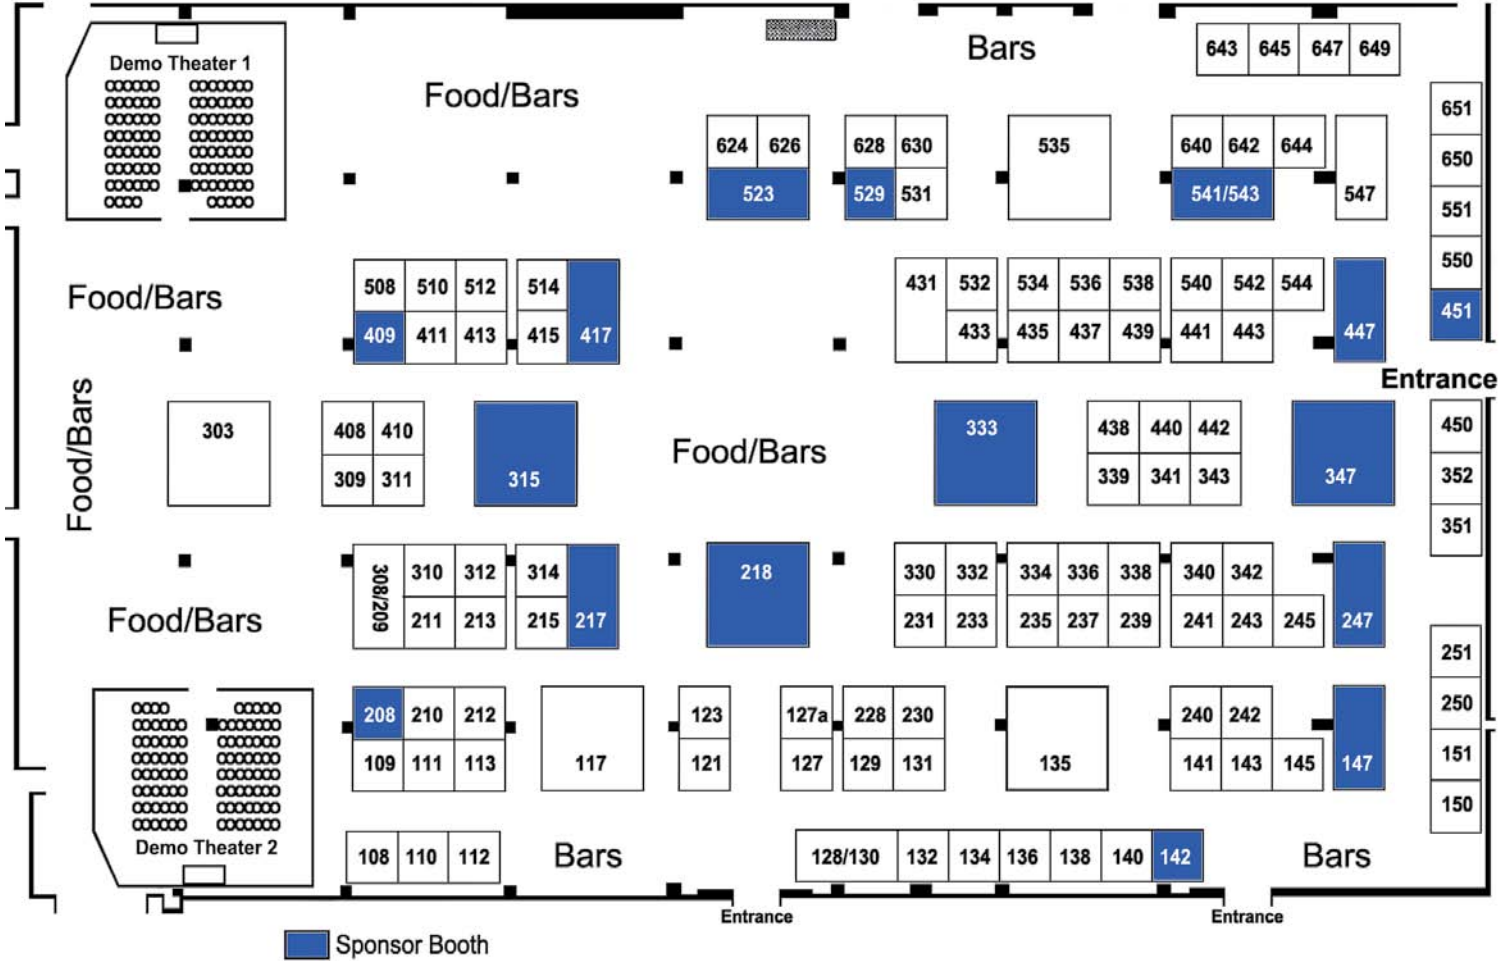 Bars
643 645 647 649
Demo Theater 1
Food/Bars
651
624 626 628 630 535 640 642 644
650
523 529 531 541/543 547
551
550
508 510 512 514 431 532 534 536 538 540 542 544
Food/Bars
451
409 411 413 415 417 433 435 437 439 441 443 447
Entrance
Food/Bars
303 408 410 333 438 440 442 450
Food/Bars
309 311 315 339 341 343 347 352
351
308/209 310 312 314 218 330 332 334 336 338 340 342
Food/Bars
211 213 215 217 231 233 235 237 239 241 243 245 247
251
250
208 210 212 123 127a 228 230 240 242
109 111 113 117 121 127 129 131 135 141 143 145 147 151
150
Demo Theater 2
108 110 112 Bars 128/130 132 134 136 138 140 142 Bars
Entrance Entrance
Sponsor Booth